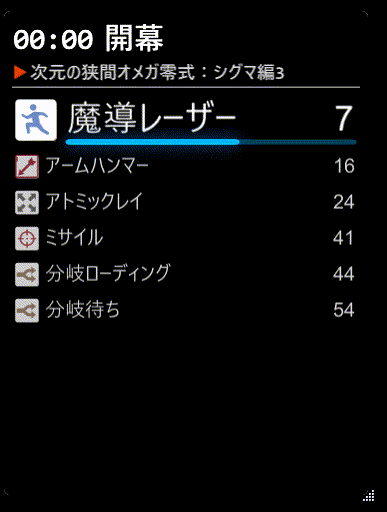 00:00 開幕
次元の狭間オメガ零式：シグマ編3
魔導レーザー 7
アームハンマー 16
アトミックレイ 24
ミサイル 41
分岐ローディング 44
分岐待ち 54